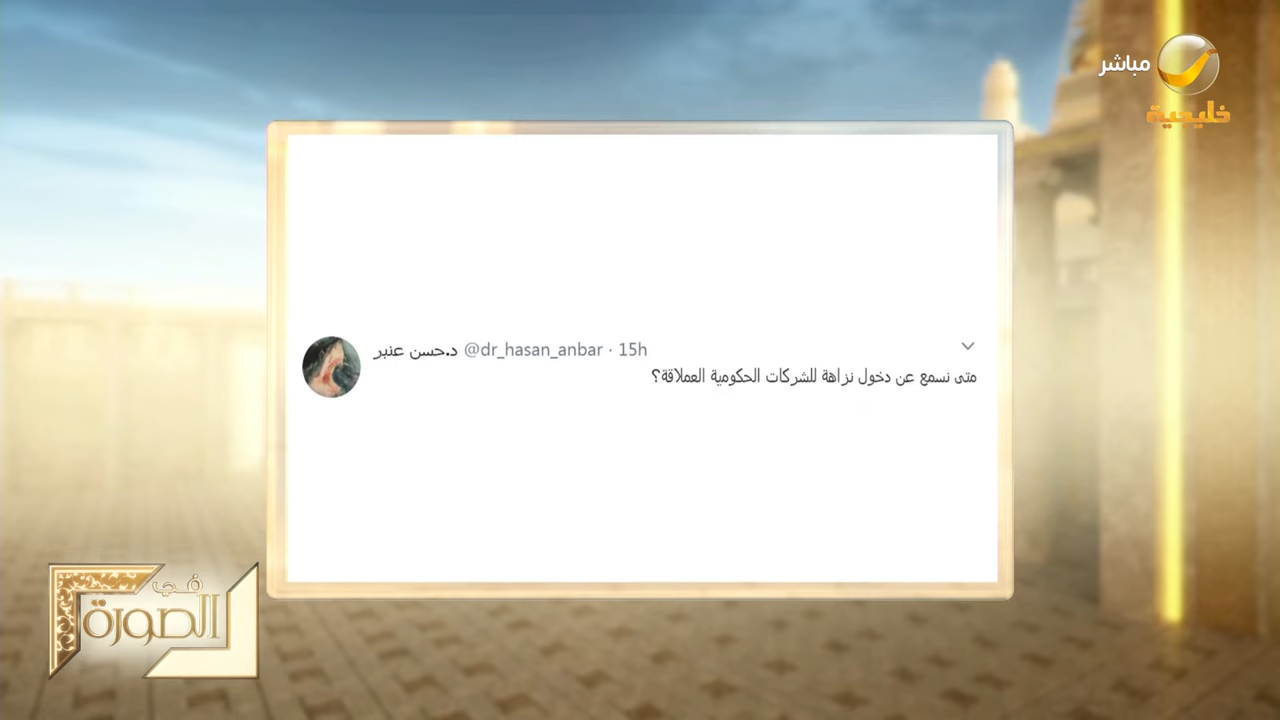 مباشر
خليجية
د.حسن عنبر @dr_hasan_anbar · 15h
متى نسمع عن دخول نزاهة للشركات الحكومية العملاقة؟
في
الصورة